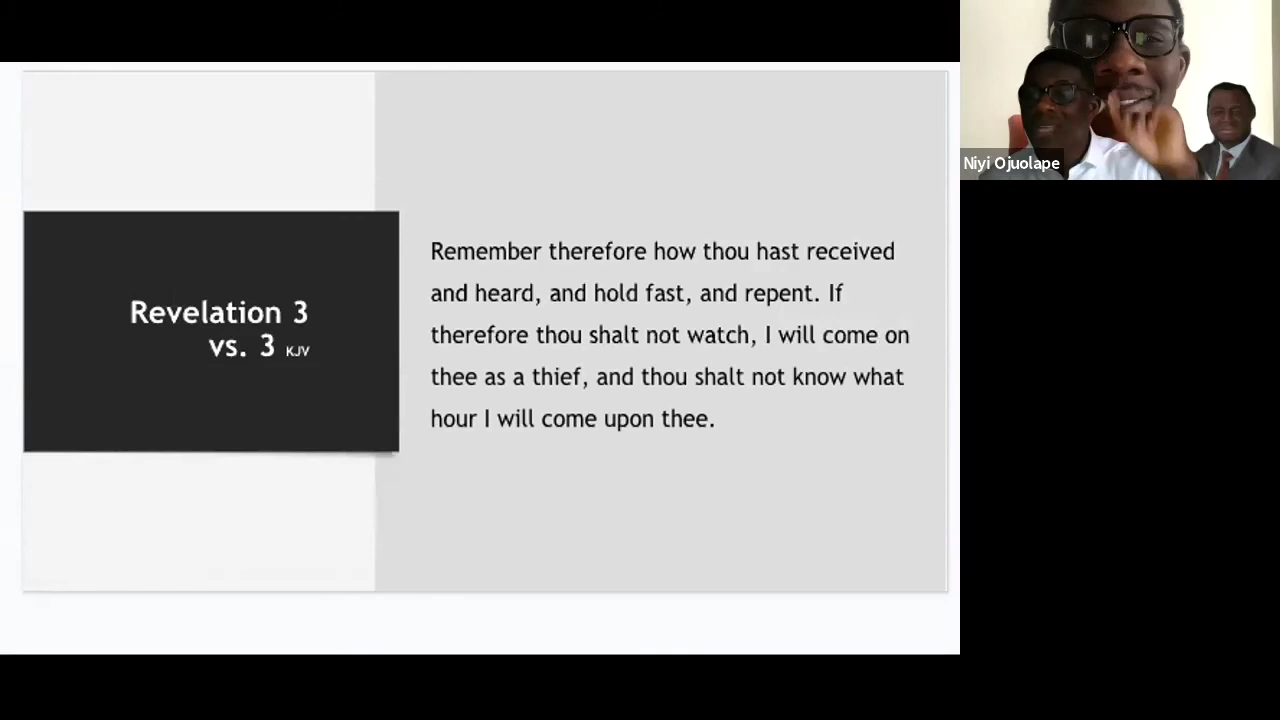 Revelation 3
vs. 3 KJV
Remember therefore how thou hast received
and heard, and hold fast, and repent. If
therefore thou shalt not watch, I will come on
thee as a thief, and thou shalt not know what
hour I will come upon thee.
Niyi Ojuolape